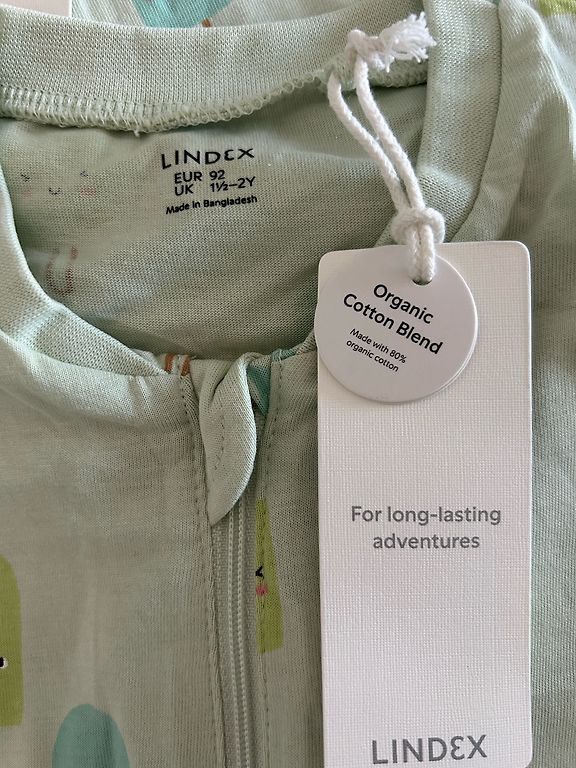 LINDEX
EUR 92
UK 1½–2Y
Made in Bangladesh
Organic
Cotton Blend
Made with 80%
organic cotton
For long-lasting
adventures
LINDEX